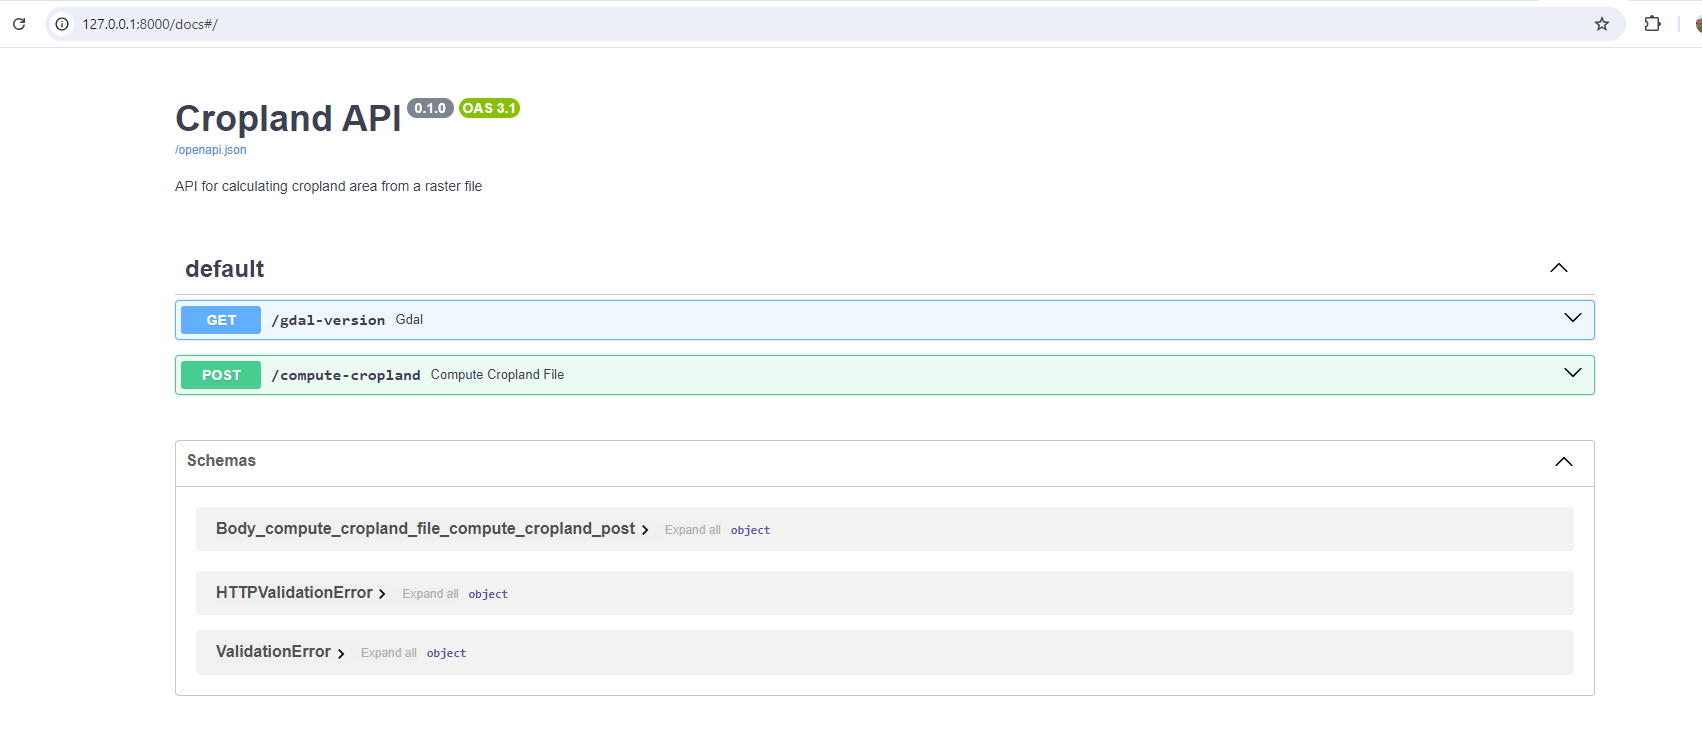 127.0.0.1:8000/docs#/
Cropland API 0.1.0 OAS 3.1
/openapi.json
API for calculating cropland area from a raster file
default
GET /gdal-version Gdal
POST /compute-cropland Compute Cropland File
Schemas
Body_compute_cropland_file_compute_cropland_post Expand all object
HTTPValidationError Expand all object
ValidationError Expand all object